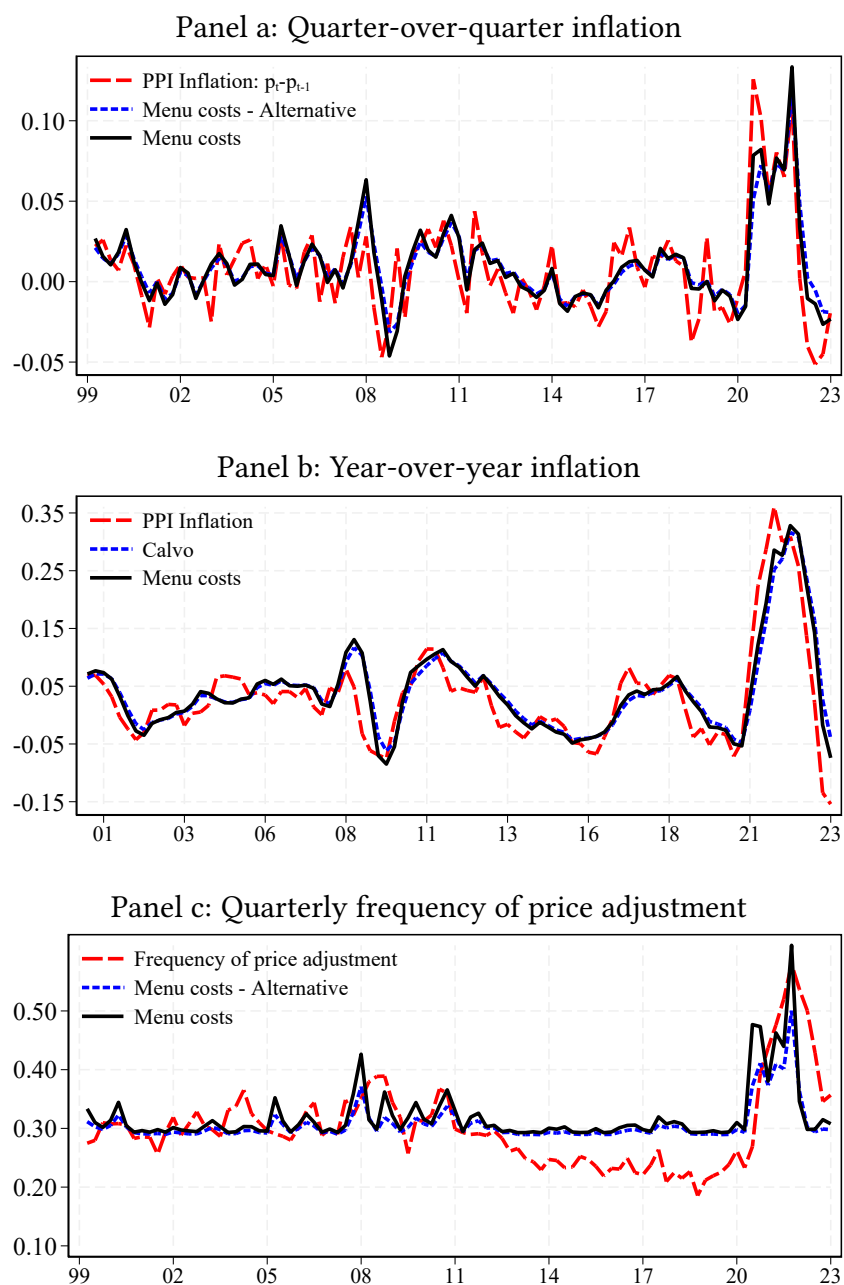 Panel a: Quarter-over-quarter inflation
PPI Inflation: pt-pt-1
Menu costs - Alternative
Menu costs
0.10
0.05
0.00
-0.05
99 02 05 08 11 14 17 20 23
Panel b: Year-over-year inflation
PPI Inflation
Calvo
Menu costs
0.35
0.25
0.15
0.05
-0.05
-0.15
01 03 06 08 11 13 16 18 21 23
Panel c: Quarterly frequency of price adjustment
Frequency of price adjustment
Menu costs - Alternative
Menu costs
0.50
0.40
0.30
0.20
0.10
99 02 05 08 11 14 17 20 23